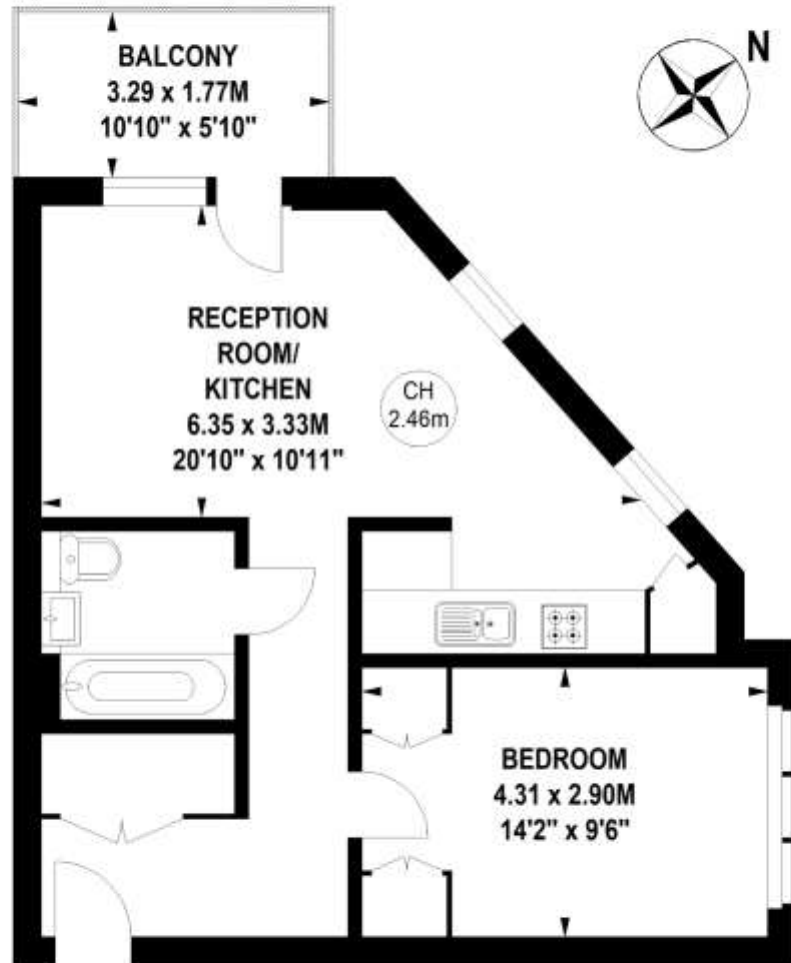 BALCONY
3.29 x 1.77M
10'10" x 5'10"
N
RECEPTION
ROOM/
KITCHEN
6.35 x 3.33M
20'10" x 10'11"
CH
2.46m
BEDROOM
4.31 x 2.90M
14'2" x 9'6"